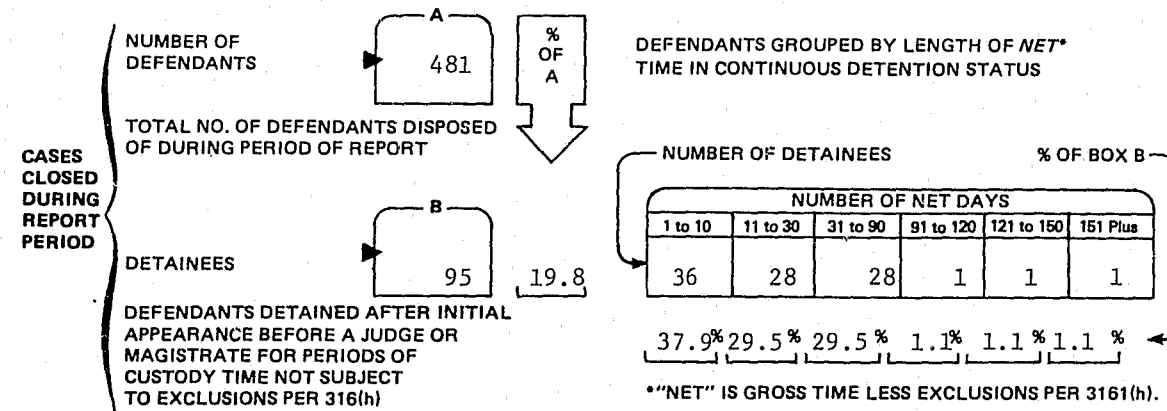 A
NUMBER OF
DEFENDANTS
481
%
OF
A
TOTAL NO. OF DEFENDANTS DISPOSED
OF DURING PERIOD OF REPORT
CASES
CLOSED
DURING
REPORT
PERIOD
B
DETAINEES
95
19.8
DEFENDANTS DETAINED AFTER INITIAL
APPEARANCE BEFORE A JUDGE OR
MAGISTRATE FOR PERIODS OF
CUSTODY TIME NOT SUBJECT
TO EXCLUSIONS PER 316(h)
DEFENDANTS GROUPED BY LENGTH OF NET*
TIME IN CONTINUOUS DETENTION STATUS
NUMBER OF DETAINEES % OF BOX B
NUMBER OF NET DAYS
1 to 10 11 to 30 31 to 90 91 to 120 121 to 150 151 Plus
36 28 28 1 1 1
37.9% 29.5% 29.5% 1.1% 1.1% 1.1 %
*"NET" IS GROSS TIME LESS EXCLUSIONS PER 3161(h).